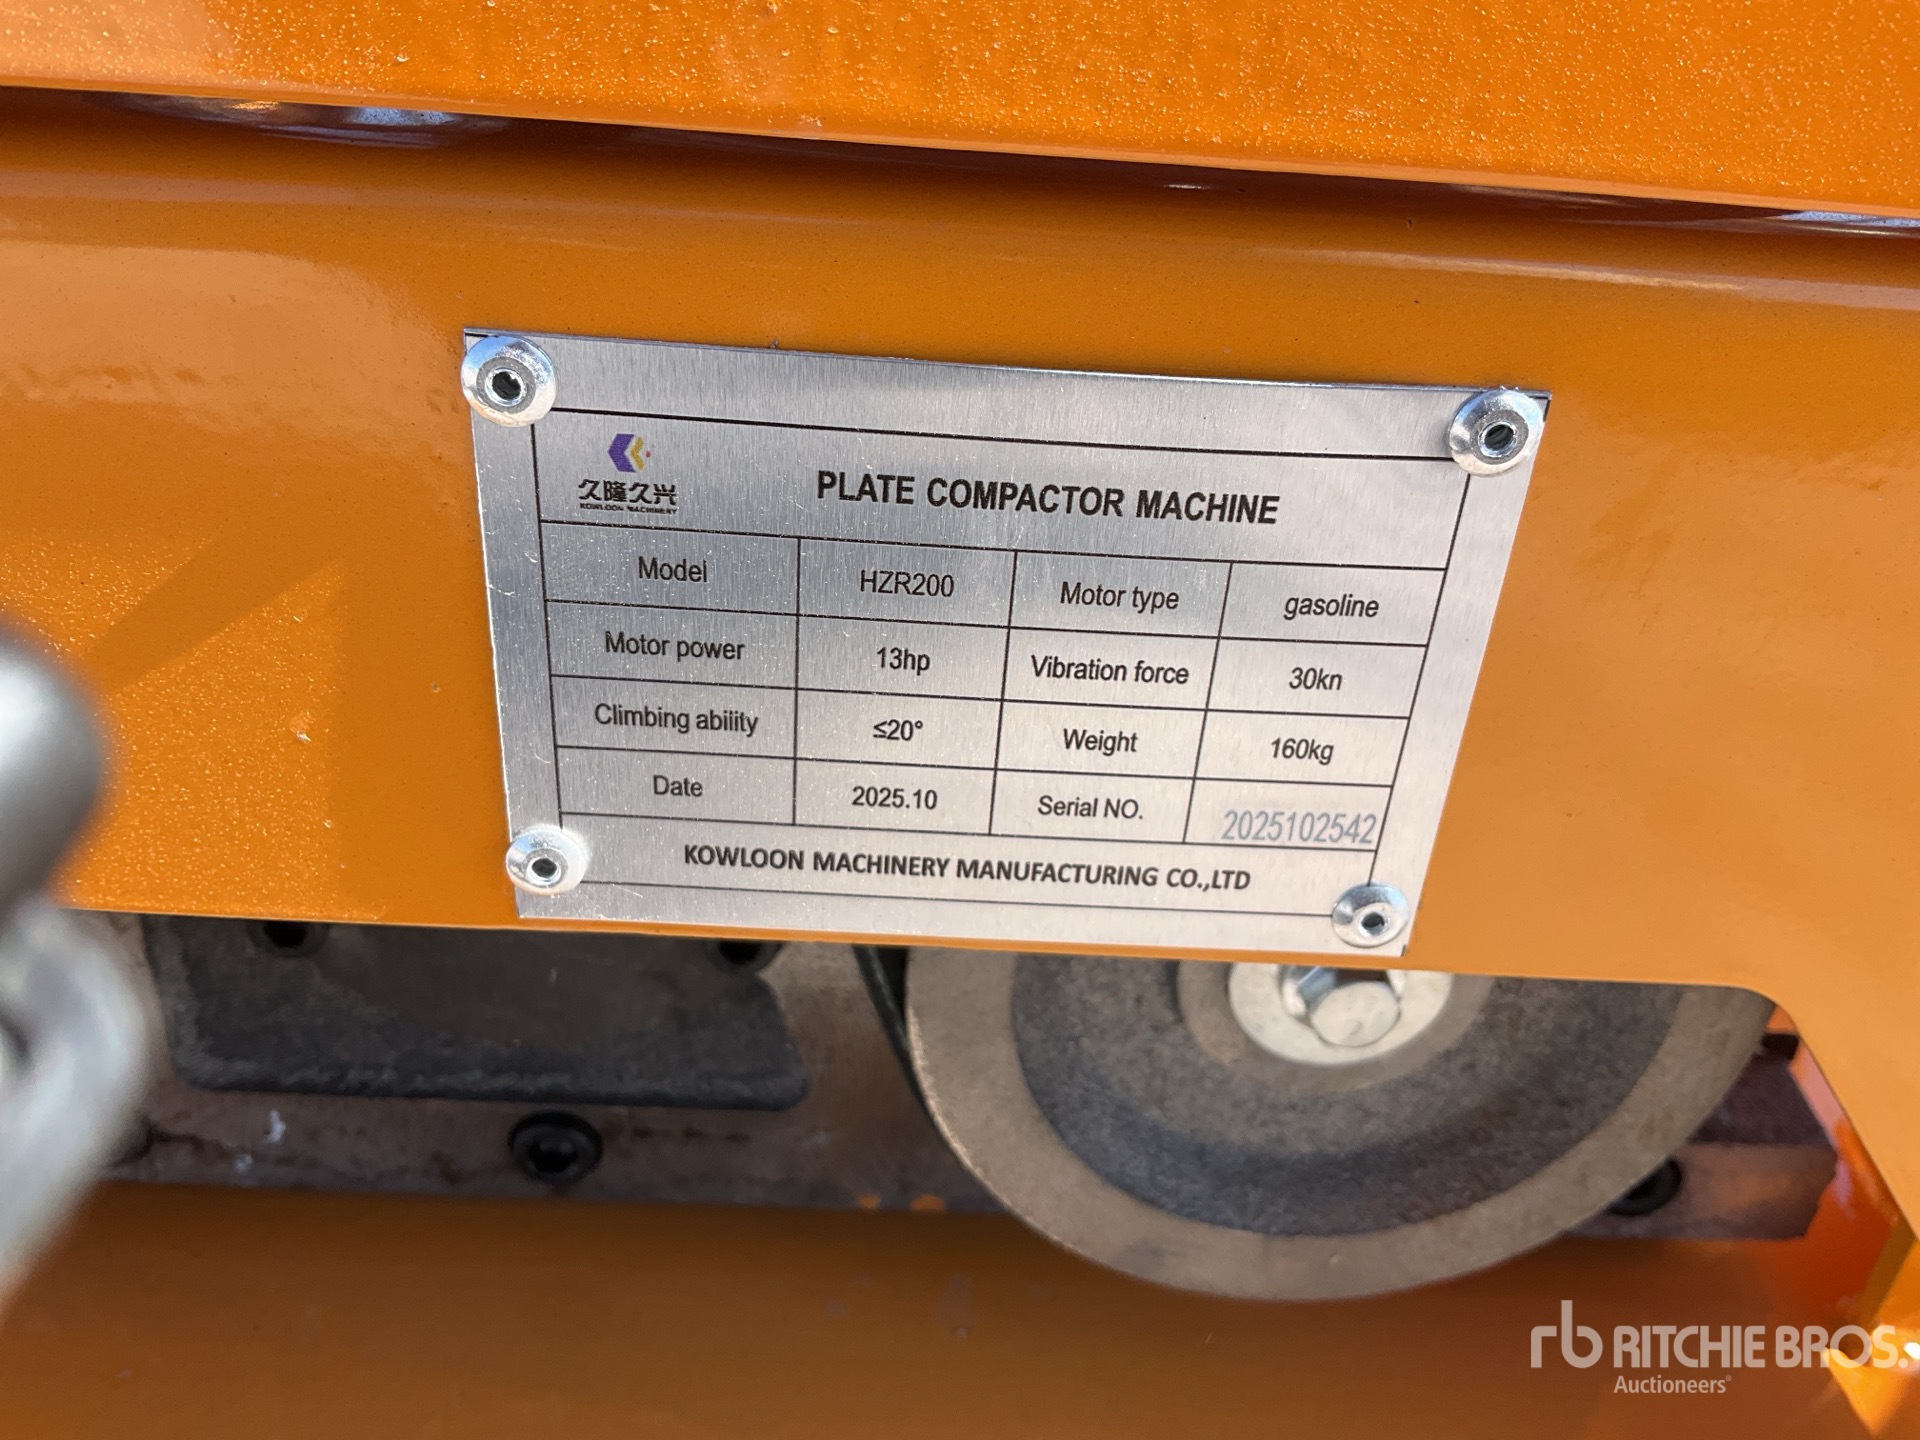 久隆久兴
KOWLOON MACHINERY
PLATE COMPACTOR MACHINE
Model HZR200 Motor type gasoline
Motor power 13hp Vibration force 30kn
Climbing abiiity ≤20° Weight 160kg
Date 2025.10 Serial NO. 2025102542
KOWLOON MACHINERY MANUFACTURING CO.,LTD
rb RITCHIE BROS.
Auctioneers®